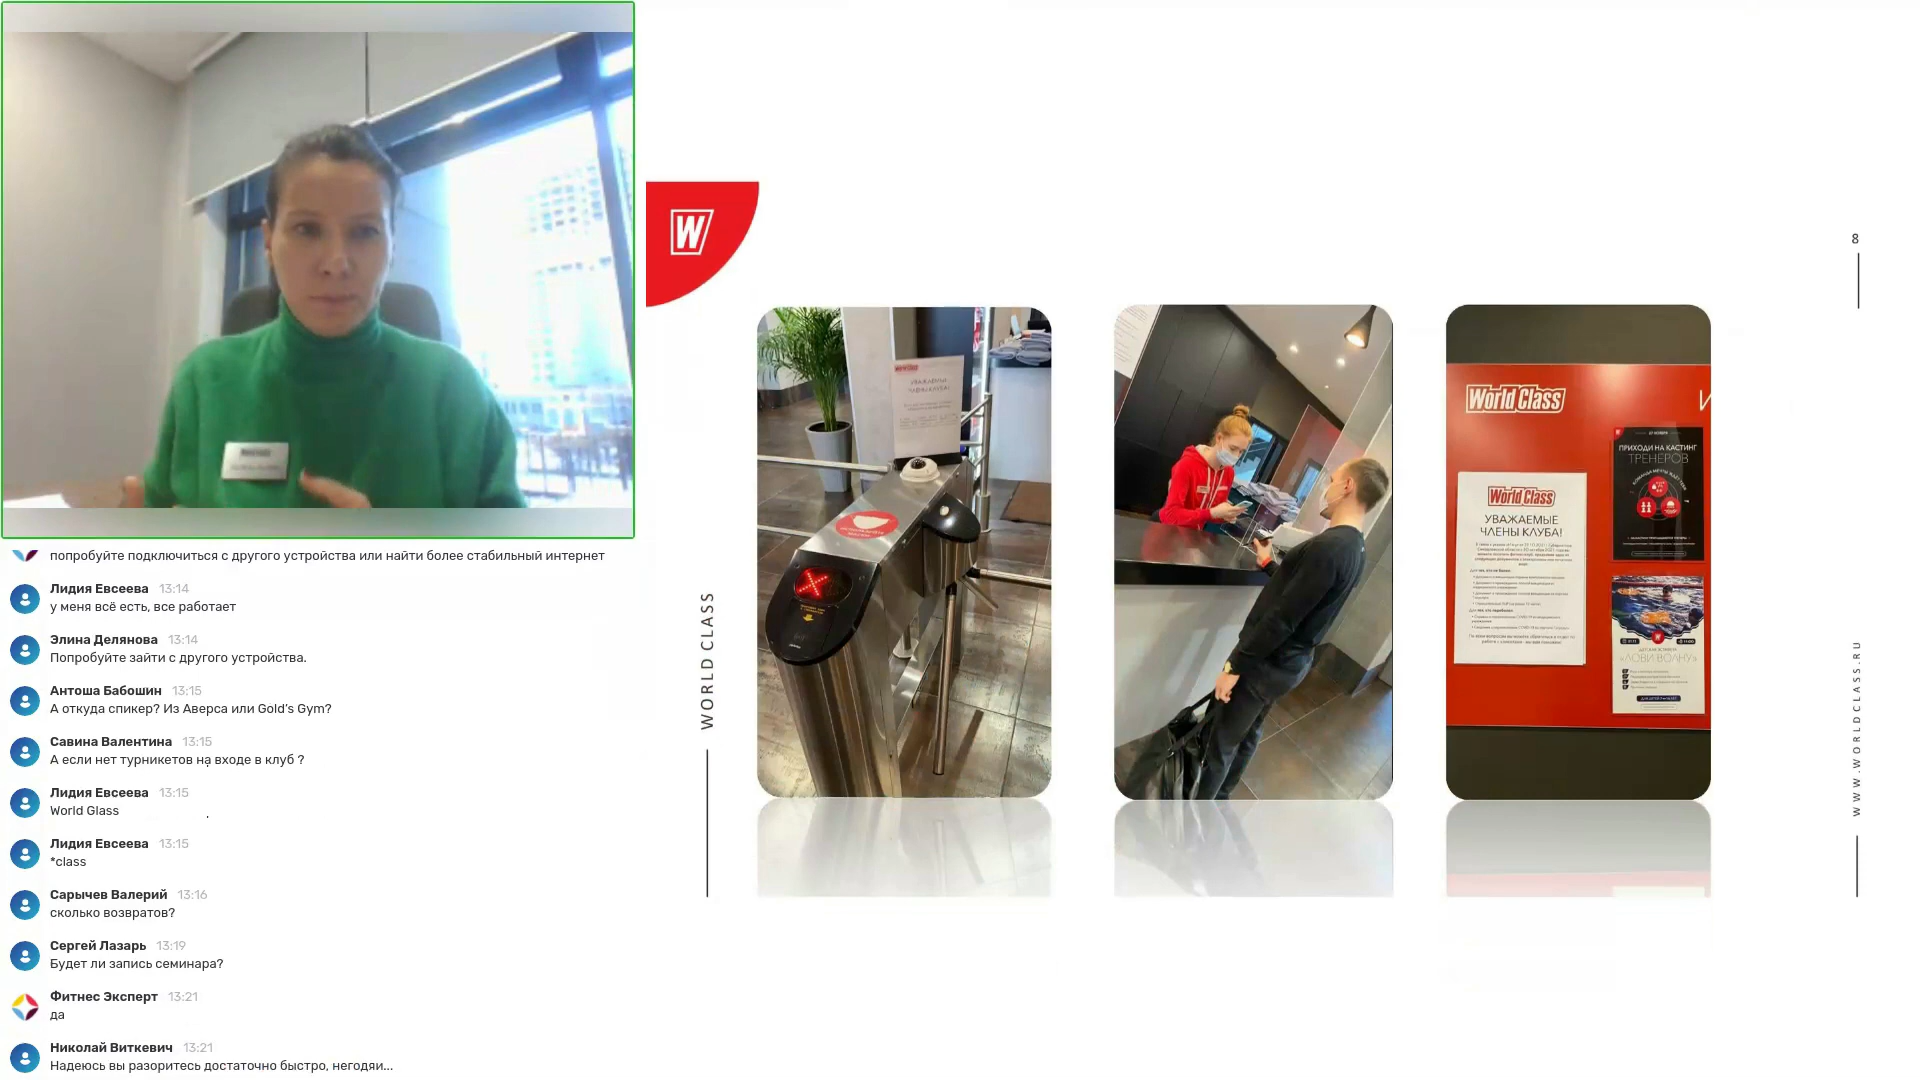 попробуйте подключиться с другого устройства или найти более стабильный интернет
Лидия Евсеева 13:14
у меня всё есть, все работает
Элина Делянова 13:14
Попробуйте зайти с другого устройства.
Антоша Бабошин 13:15
А откуда спикер? Из Аверса или Gold's Gym?
Савина Валентина 13:15
А если нет турникетов на входе в клуб ?
Лидия Евсеева 13:15
World Glass
Лидия Евсеева 13:15
*class
Сарычев Валерий 13:16
сколько возвратов?
Сергей Лазарь 13:19
Будет ли запись семинара?
Фитнес Эксперт 13:21
да
Николай Виткевич 13:21
Надеюсь вы разоритесь достаточно быстро, негодяи...
W
WORLD CLASS
World Class
УВАЖАЕМЫЕ
ЧЛЕНЫ КЛУБА!
World Class
World Class
УВАЖАЕМЫЕ
ЧЛЕНЫ КЛУБА!
ПРИХОДИ НА КАСТИНГ
ТРЕНЕРОВ
«ЛОВИ ВОЛНУ»
8
WWW.WORLDCLASS.RU